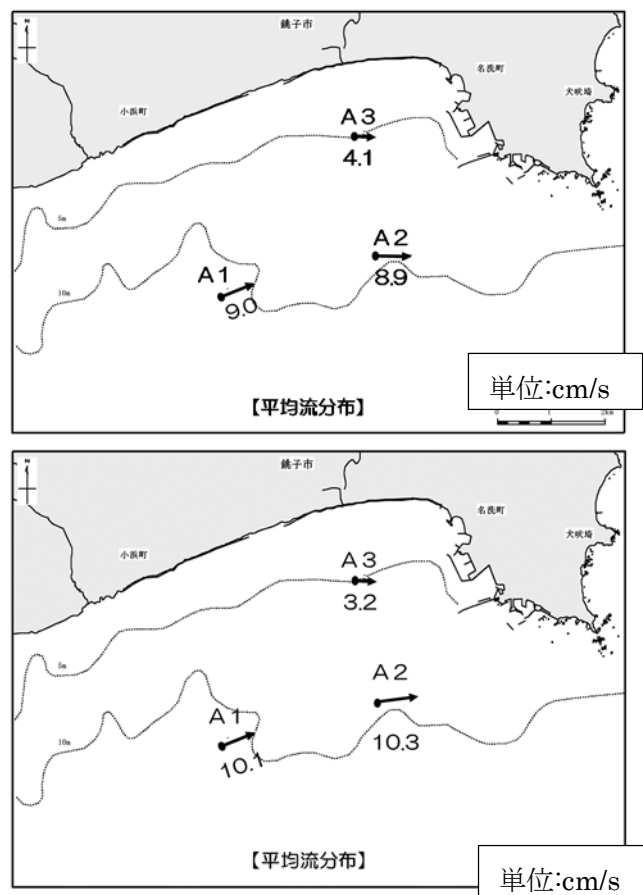 N
銚子市
名洗町
犬吠埼
小浜町
A3
4.1
5m
A2
8.9
A1
9.0
10m
単位:cm/s
【平均流分布】
0 1 2km
N
銚子市
名洗町
犬吠埼
小浜町
A3
3.2
5m
A2
10.3
A1
10.1
10m
【平均流分布】
単位:cm/s